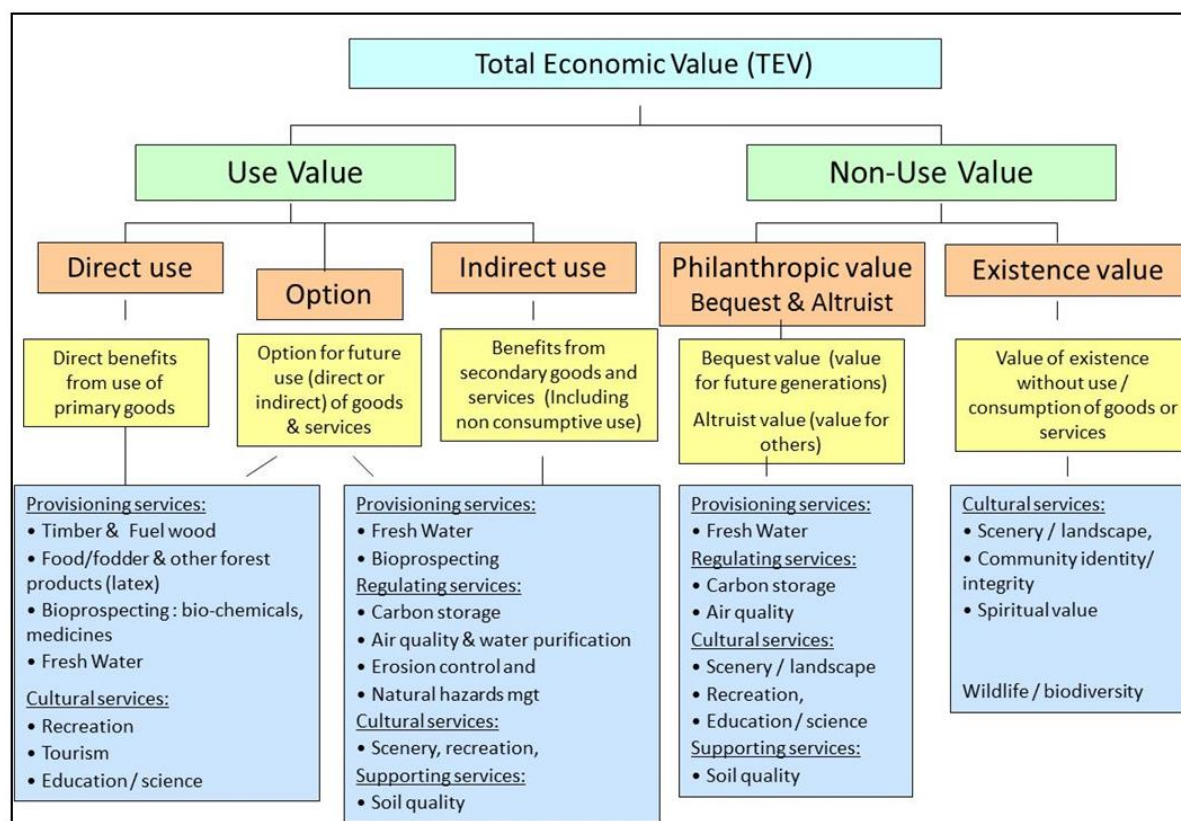 Total Economic Value (TEV)
Use Value
Non-Use Value
Direct use
Option
Indirect use
Philanthropic value
Bequest & Altruist
Existence value
Direct benefits
from use of
primary goods
Option for future
use (direct or
indirect) of goods
& services
Benefits from
secondary goods and
services (Including
non consumptive use)
Bequest value (value
for future generations)
Altruist value (value for
others)
Value of existence
without use /
consumption of goods or
services
Provisioning services:
• Timber & Fuel wood
• Food/fodder & other forest
products (latex)
• Bioprospecting : bio-chemicals,
medicines
• Fresh Water
Cultural services:
• Recreation
• Tourism
• Education / science
Provisioning services:
• Fresh Water
• Bioprospecting
Regulating services:
• Carbon storage
• Air quality & water purification
• Erosion control and
• Natural hazards mgt
Cultural services:
• Scenery, recreation,
Supporting services:
• Soil quality
Provisioning services:
• Fresh Water
Regulating services:
• Carbon storage
• Air quality
Cultural services:
• Scenery / landscape
• Recreation,
• Education / science
Supporting services:
• Soil quality
Cultural services:
• Scenery / landscape,
• Community identity/
integrity
• Spiritual value
Wildlife / biodiversity